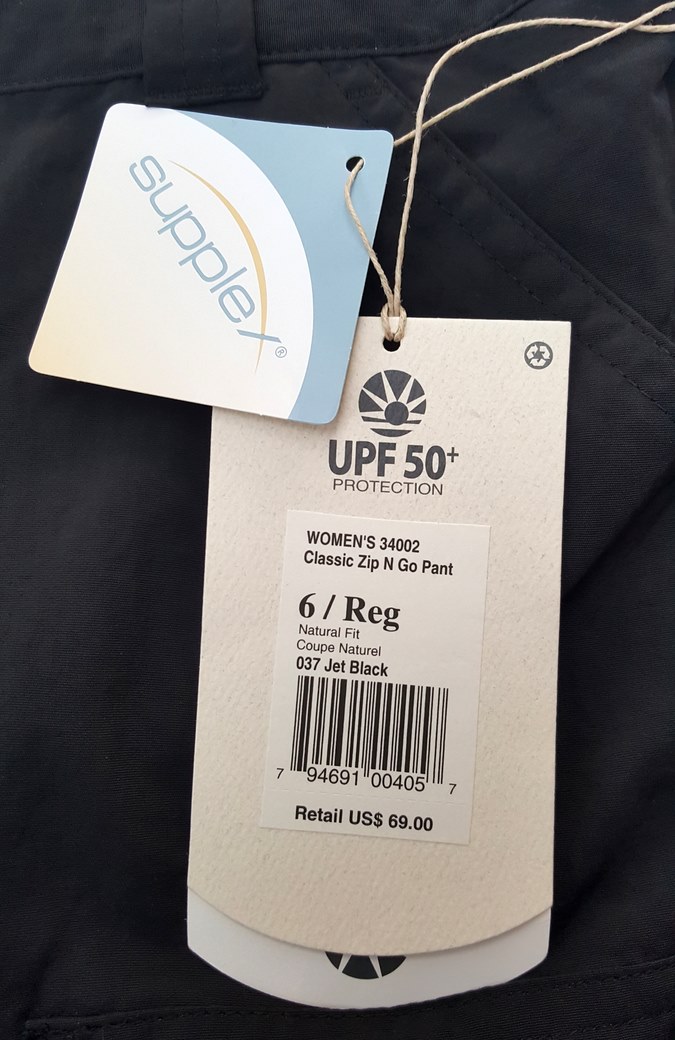 supplex®
UPF 50+
PROTECTION
WOMEN'S 34002
Classic Zip N Go Pant
6 / Reg
Natural Fit
Coupe Naturel
037 Jet Black
7 94691 00405 7
Retail US$ 69.00